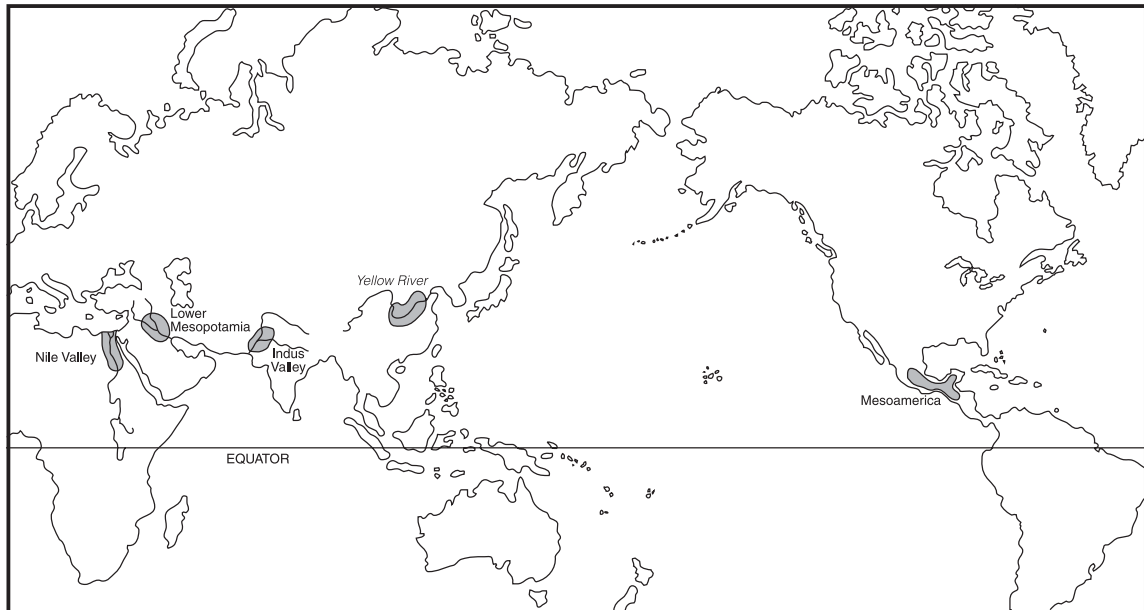 Yellow River
Lower
Mesopotamia
Nile Valley
Indus
Valley
Mesoamerica
EQUATOR